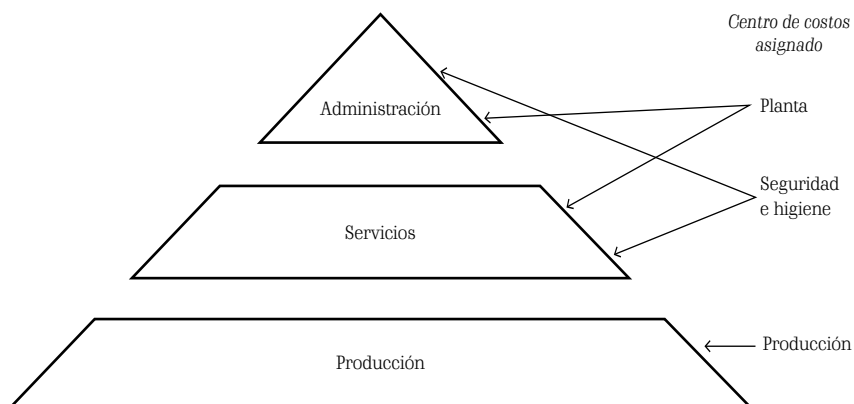 Centro de costos
asignado
Administración
Planta
Seguridad
e higiene
Servicios
Producción
Producción